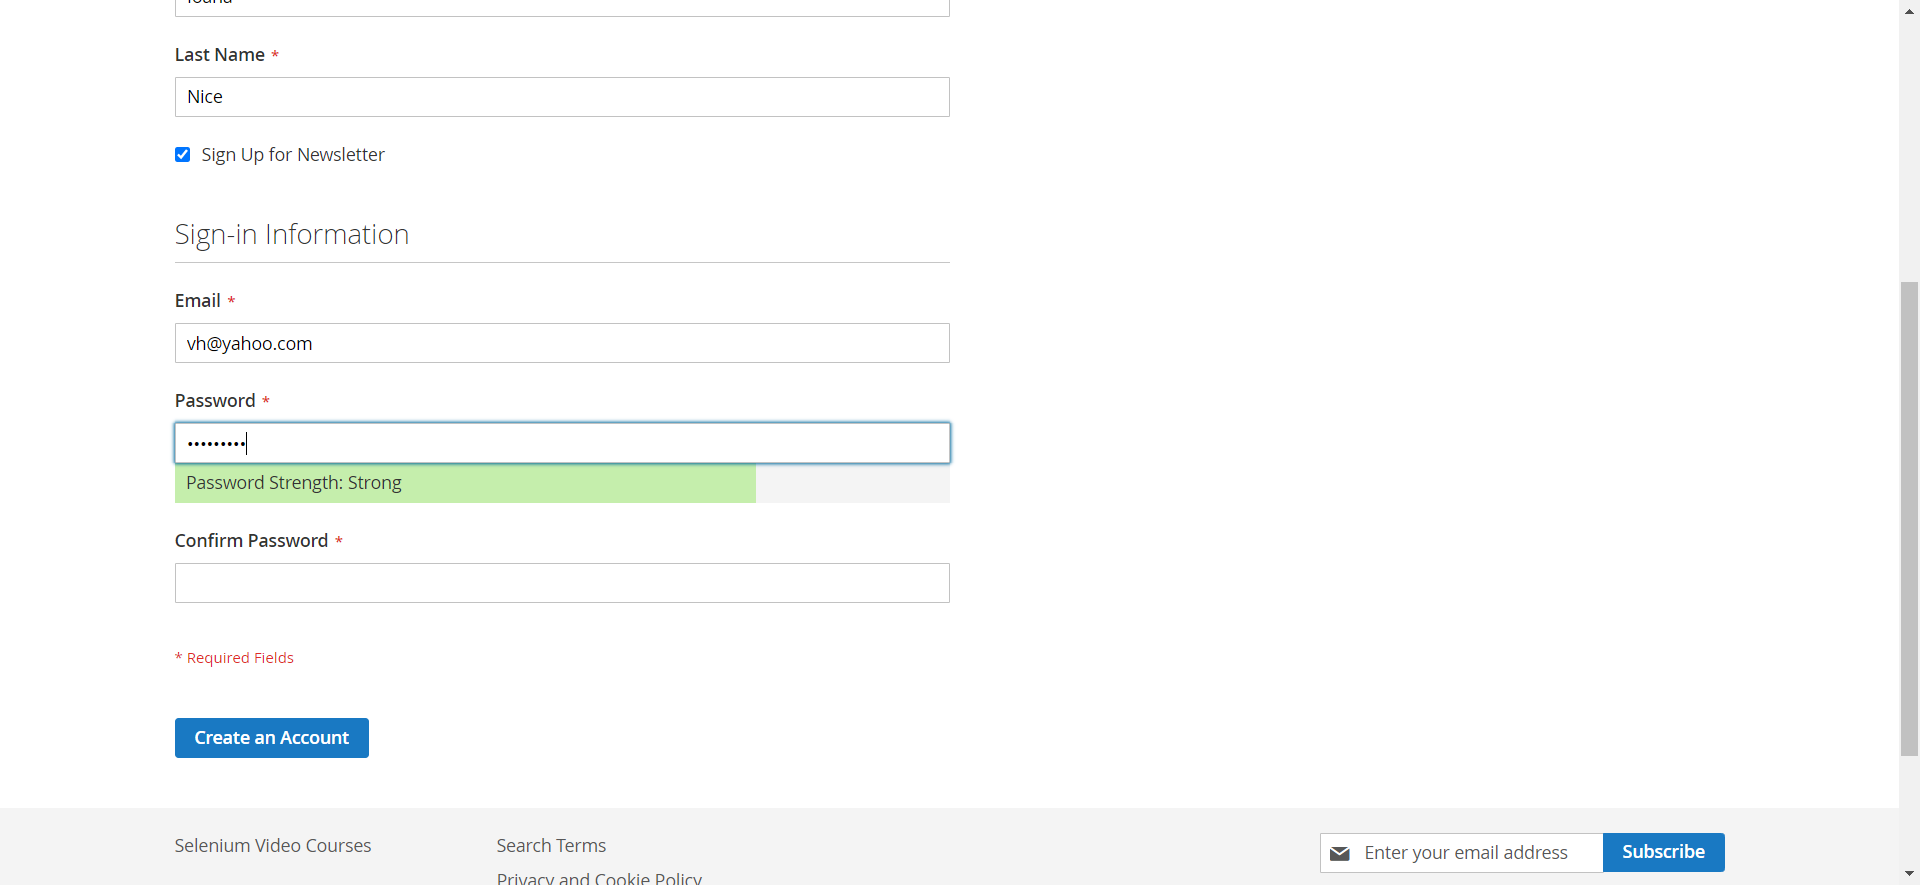 Last Name *
Nice
Sign Up for Newsletter
Sign-in Information
Email *
vh@yahoo.com
Password *
•••••••••
Password Strength: Strong
Confirm Password *
* Required Fields
Create an Account
Selenium Video Courses
Search Terms
Enter your email address
Subscribe
Privacy and Cookie Policy